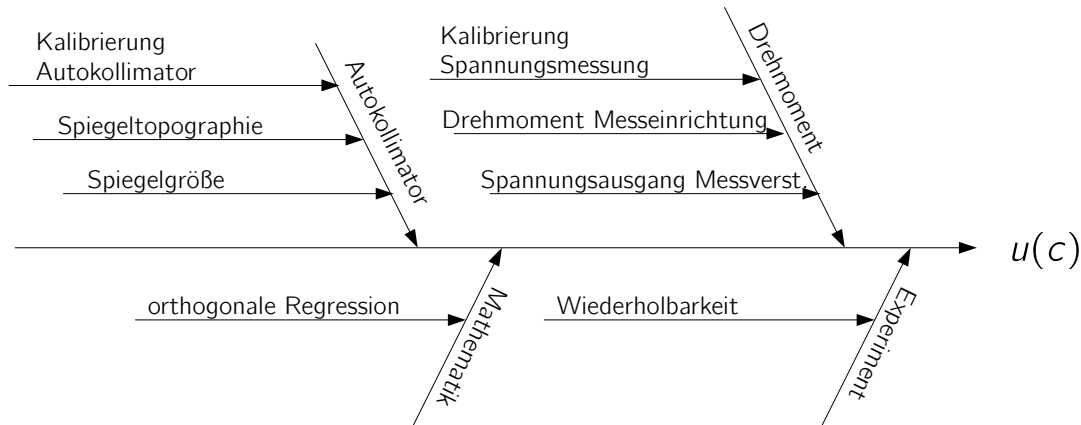 Kalibrierung
Autokollimator
Spiegeltopographie
Spiegelgröße
Autokollimator
Kalibrierung
Spannungsmessung
Drehmoment Messeinrichtung
Spannungsausgang Messverst.
Drehmoment
u(c)
orthogonale Regression
Mathematik
Wiederholbarkeit
Experiment